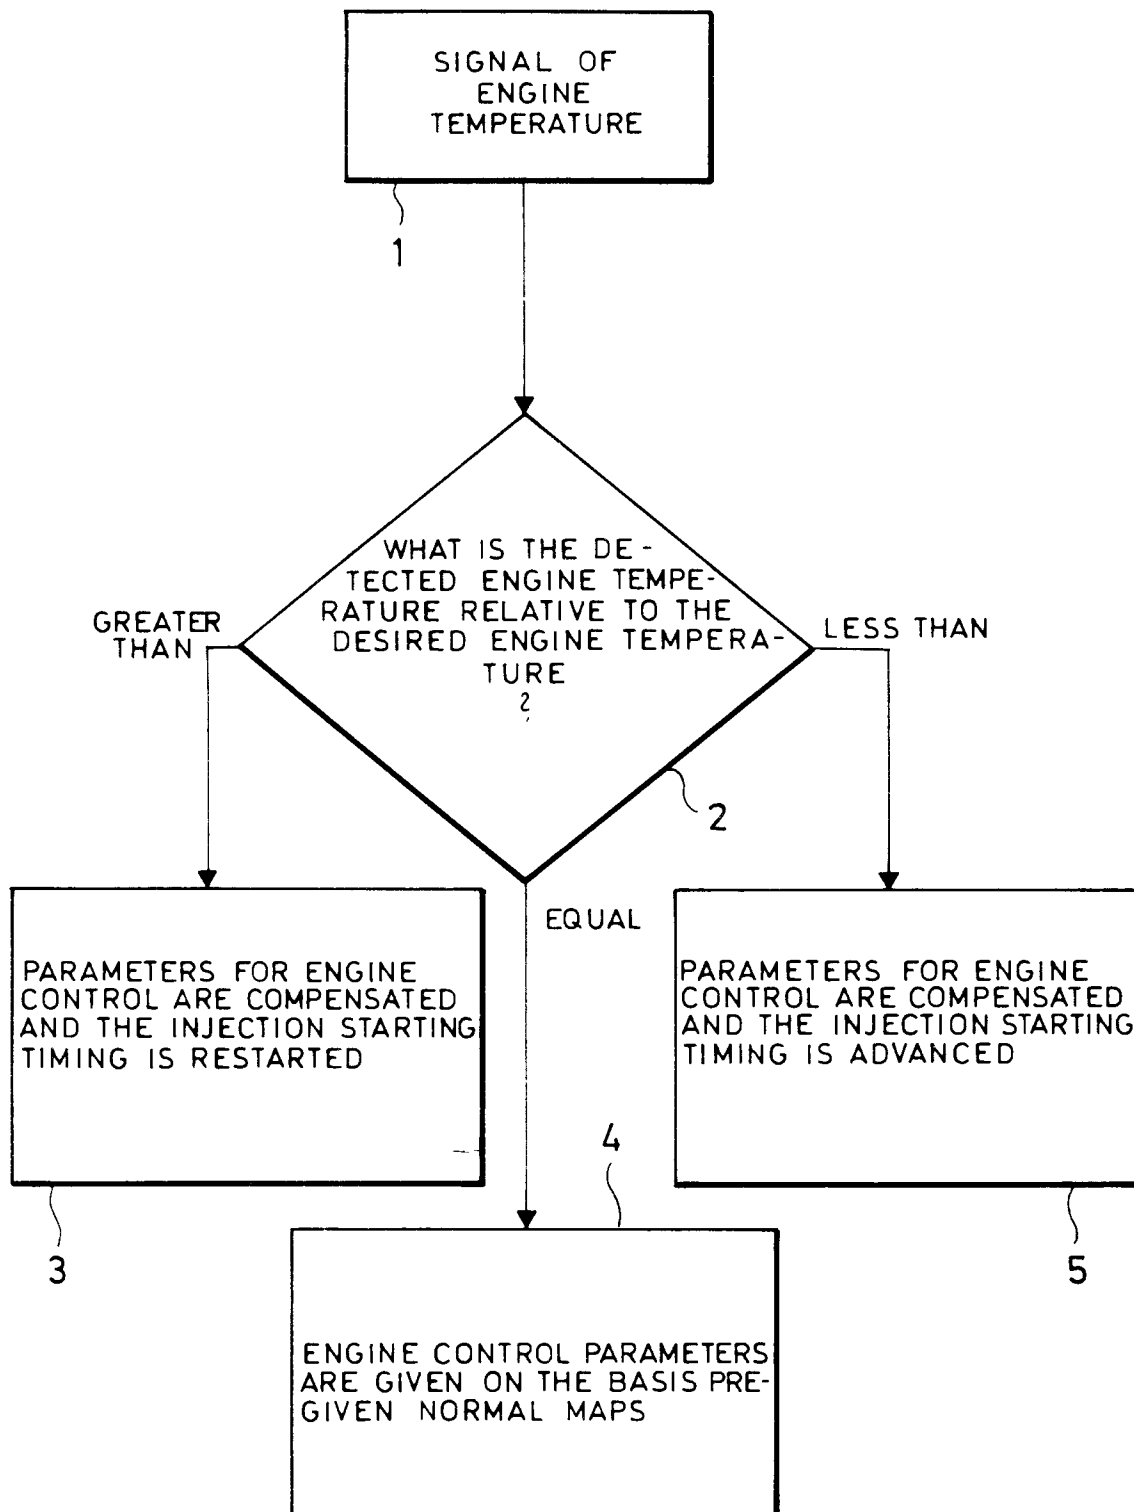 SIGNAL OF
ENGINE
TEMPERATURE
1
WHAT IS THE DE-
TECTED ENGINE TEMPE-
RATURE RELATIVE TO THE
DESIRED ENGINE TEMPERA-
TURE
?
GREATER
THAN
LESS THAN
2
EQUAL
PARAMETERS FOR ENGINE
CONTROL ARE COMPENSATED
AND THE INJECTION STARTING
TIMING IS RESTARTED
3
PARAMETERS FOR ENGINE
CONTROL ARE COMPENSATED
AND THE INJECTION STARTING
TIMING IS ADVANCED
5
4
ENGINE CONTROL PARAMETERS
ARE GIVEN ON THE BASIS PRE-
GIVEN NORMAL MAPS